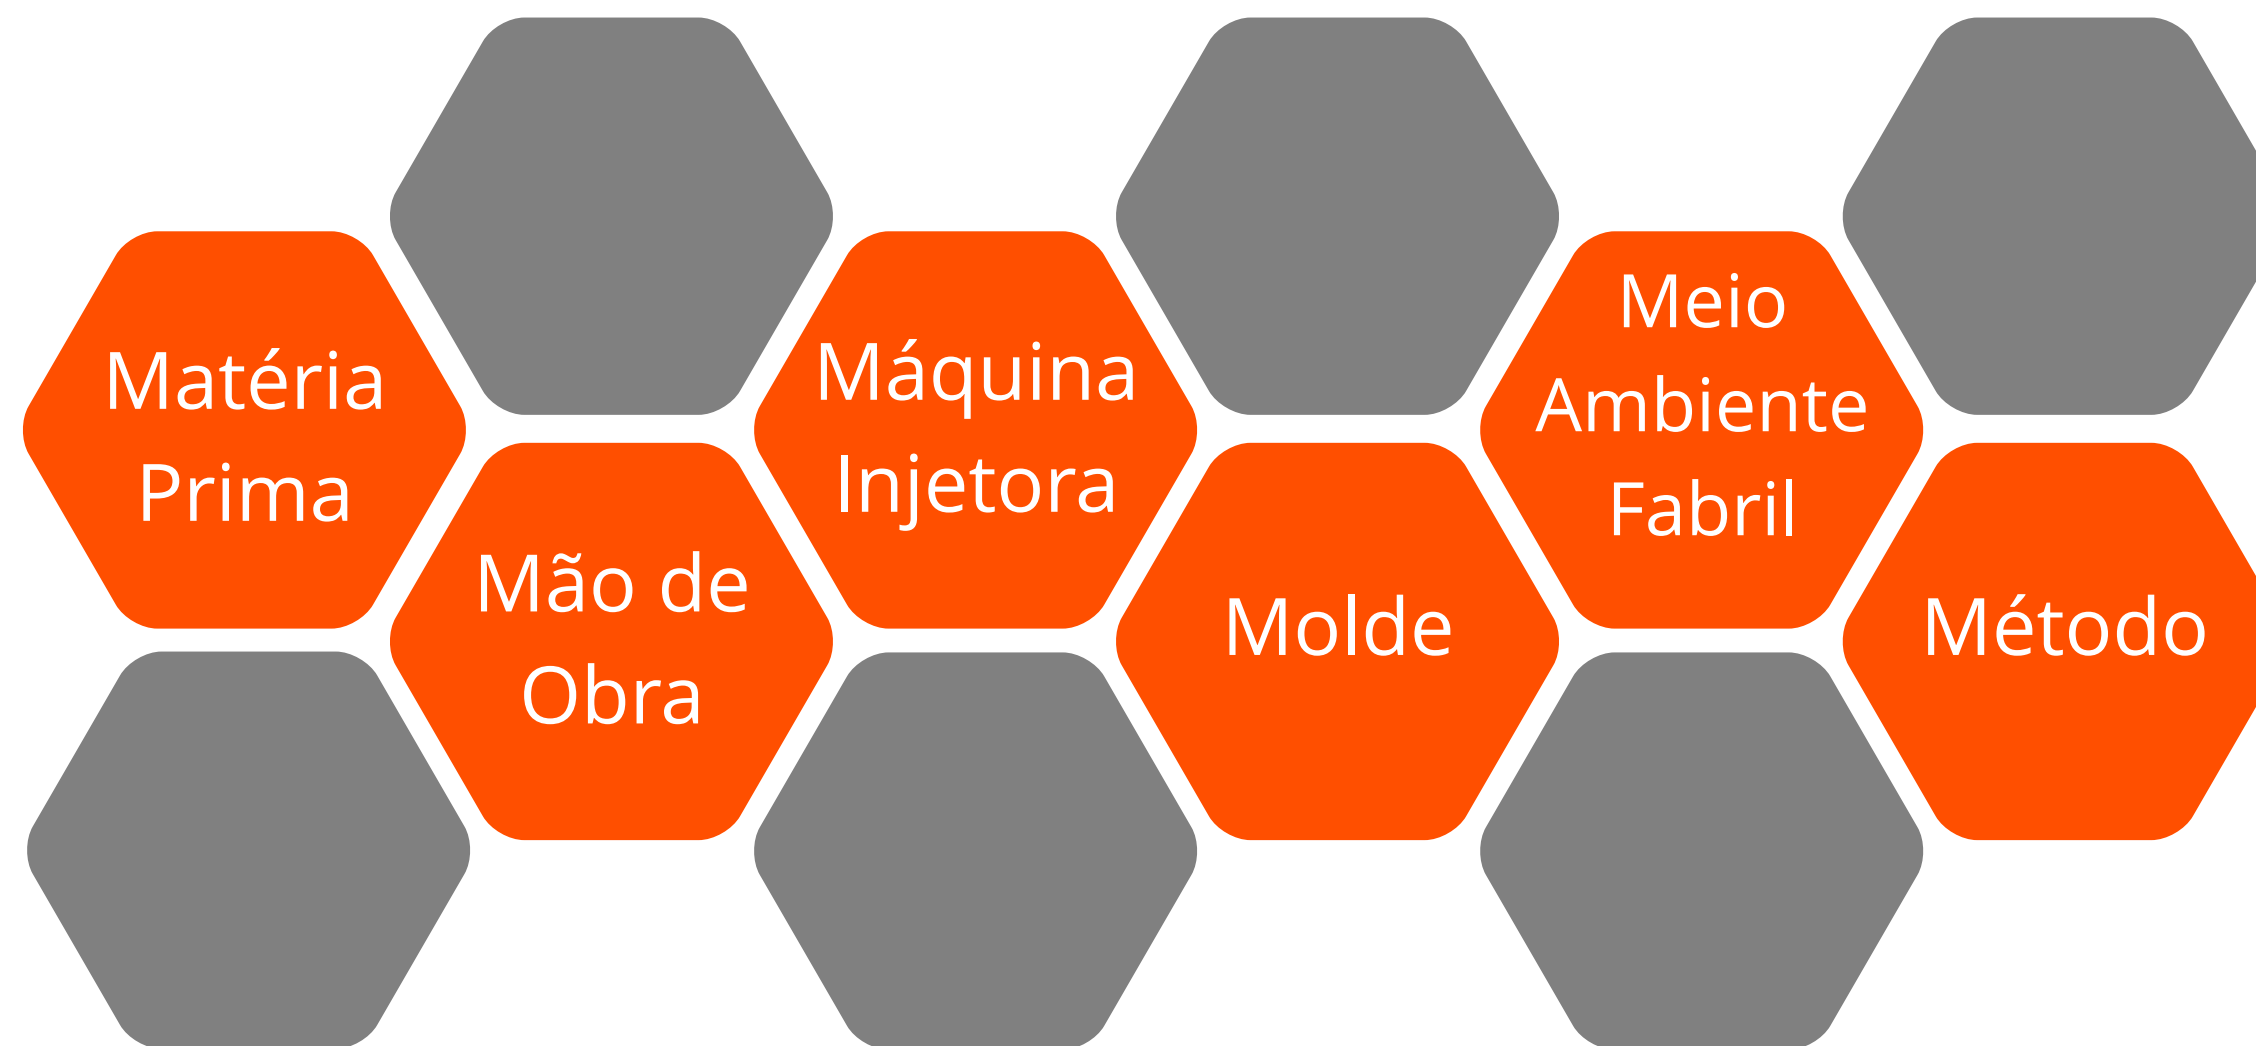 Matéria
Prima
Mão de
Obra
Máquina
Injetora
Molde
Meio
Ambiente
Fabril
Método